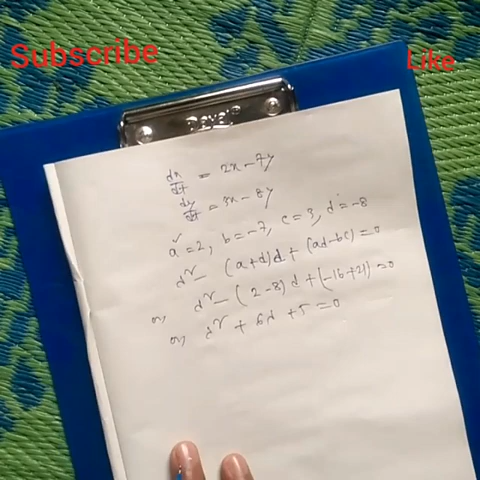 Subscribe
Like
dx/dt = 2x - 7y
dy/dt = 3x - 8y
a = 2, b = -7, c = 3, d = -8
d² - (a+d)d + (ad-bc) = 0
or, d² - (2-8)d + (-16+21) = 0
or, d² + 6d + 5 = 0